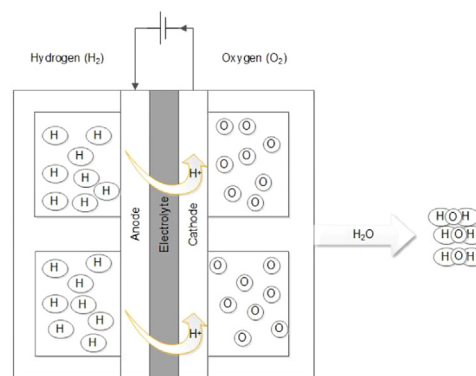 Hydrogen (H₂)
Oxygen (O₂)
H H
H
H H
H
H H
O O
O
O
O
O
O
O O
H+
Anode
Electrolyte
Cathode
H₂O
H O H
H O H
H O H
H H
H
H H H
H
H H
O O
O
O
O O
O
O
H+